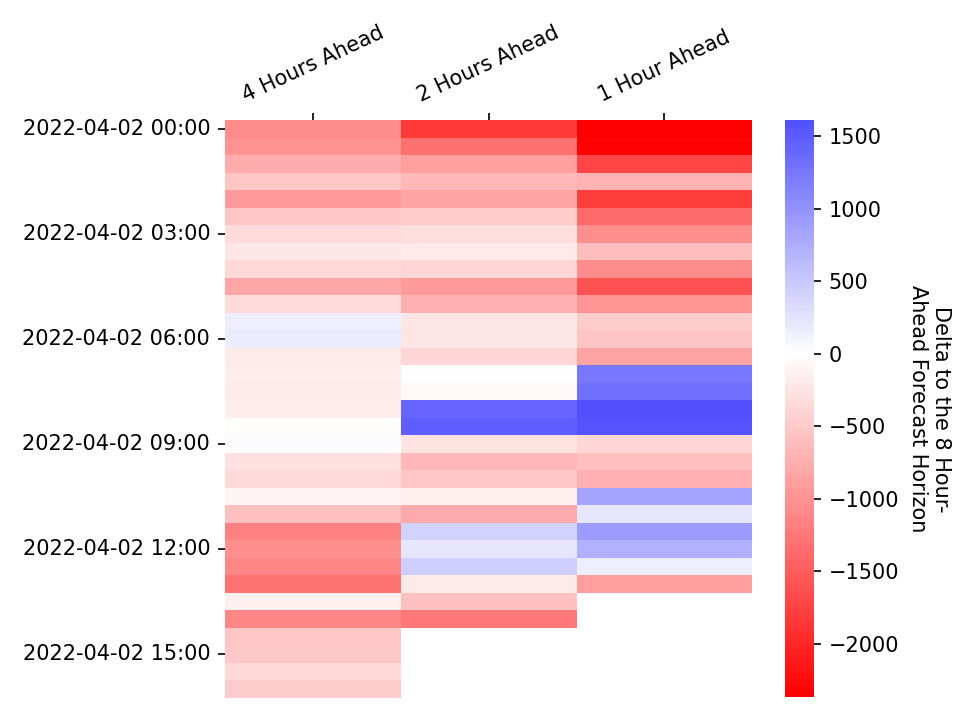 4 Hours Ahead
2 Hours Ahead
1 Hour Ahead
2022-04-02 00:00
2022-04-02 03:00
2022-04-02 06:00
2022-04-02 09:00
2022-04-02 12:00
2022-04-02 15:00
1500
1000
500
0
−500
−1000
−1500
−2000
Delta to the 8 Hour-
Ahead Forecast Horizon